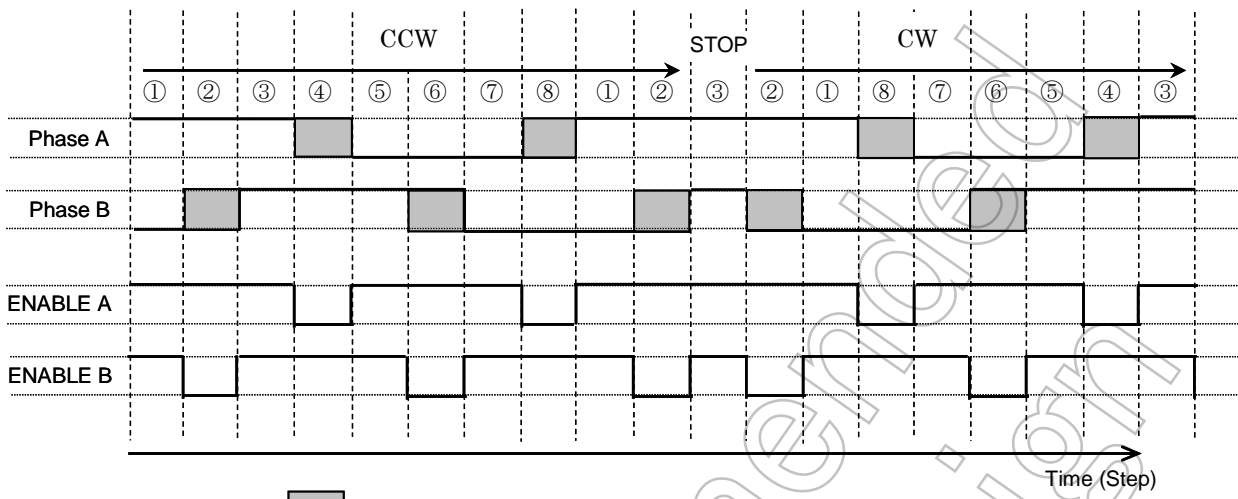 CCW STOP CW
① ② ③ ④ ⑤ ⑥ ⑦ ⑧ ① ② ③ ② ① ⑧ ⑦ ⑥ ⑤ ④ ③
Phase A
Phase B
ENABLE A
ENABLE B
Time (Step)